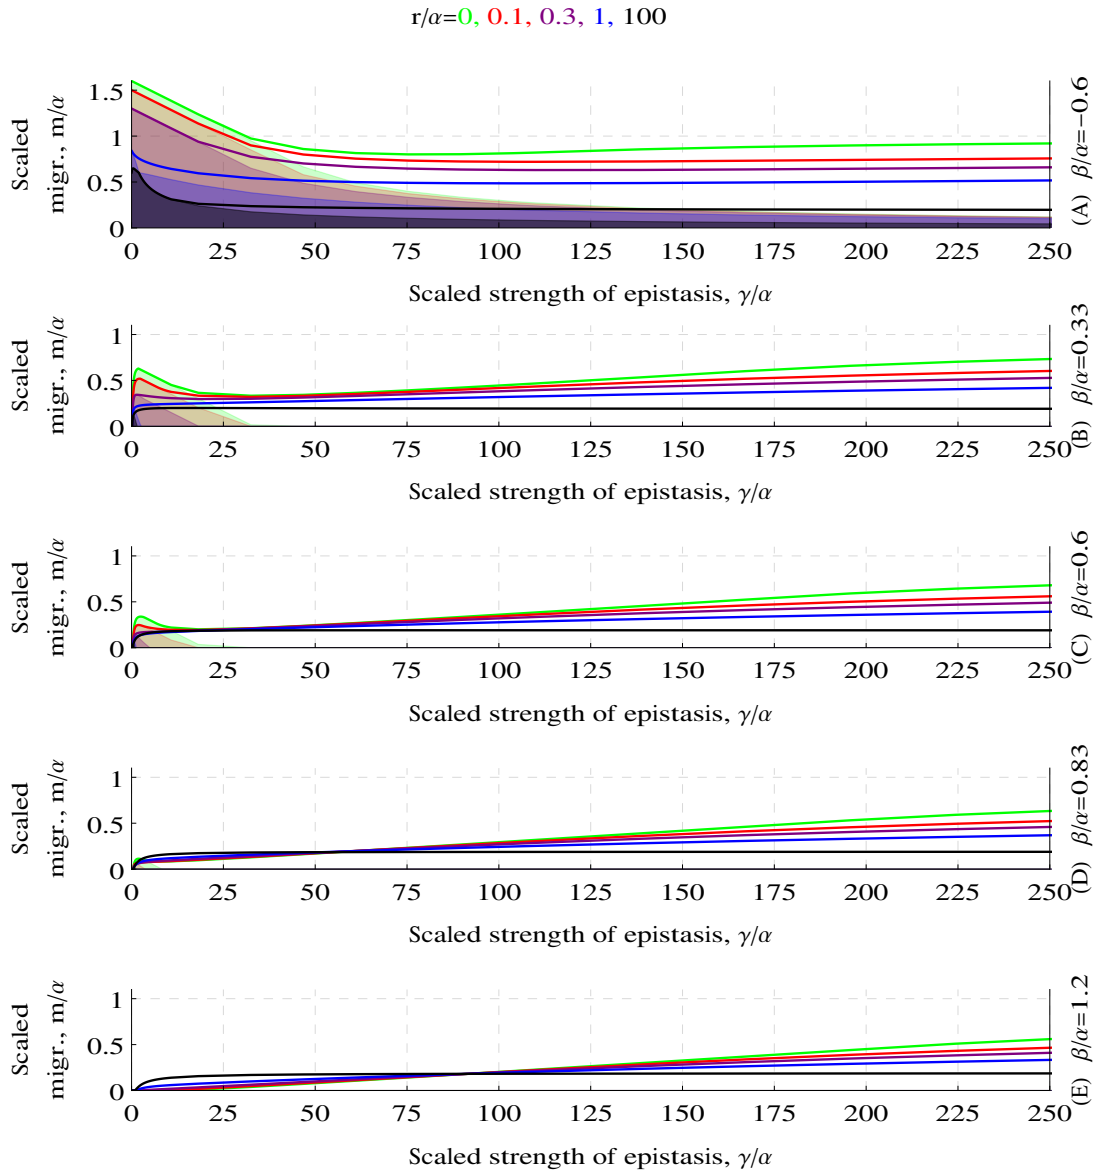 r/α=0, 0.1, 0.3, 1, 100
Scaled
migr., m/α
1.5
1
0.5
0
0 25 50 75 100 125 150 175 200 225 250
Scaled strength of epistasis, γ/α
(A) β/α=−0.6
Scaled
migr., m/α
1
0.5
0
0 25 50 75 100 125 150 175 200 225 250
Scaled strength of epistasis, γ/α
(B) β/α=0.33
Scaled
migr., m/α
1
0.5
0
0 25 50 75 100 125 150 175 200 225 250
Scaled strength of epistasis, γ/α
(C) β/α=0.6
Scaled
migr., m/α
1
0.5
0
0 25 50 75 100 125 150 175 200 225 250
Scaled strength of epistasis, γ/α
(D) β/α=0.83
Scaled
migr., m/α
1
0.5
0
0 25 50 75 100 125 150 175 200 225 250
Scaled strength of epistasis, γ/α
(E) β/α=1.2